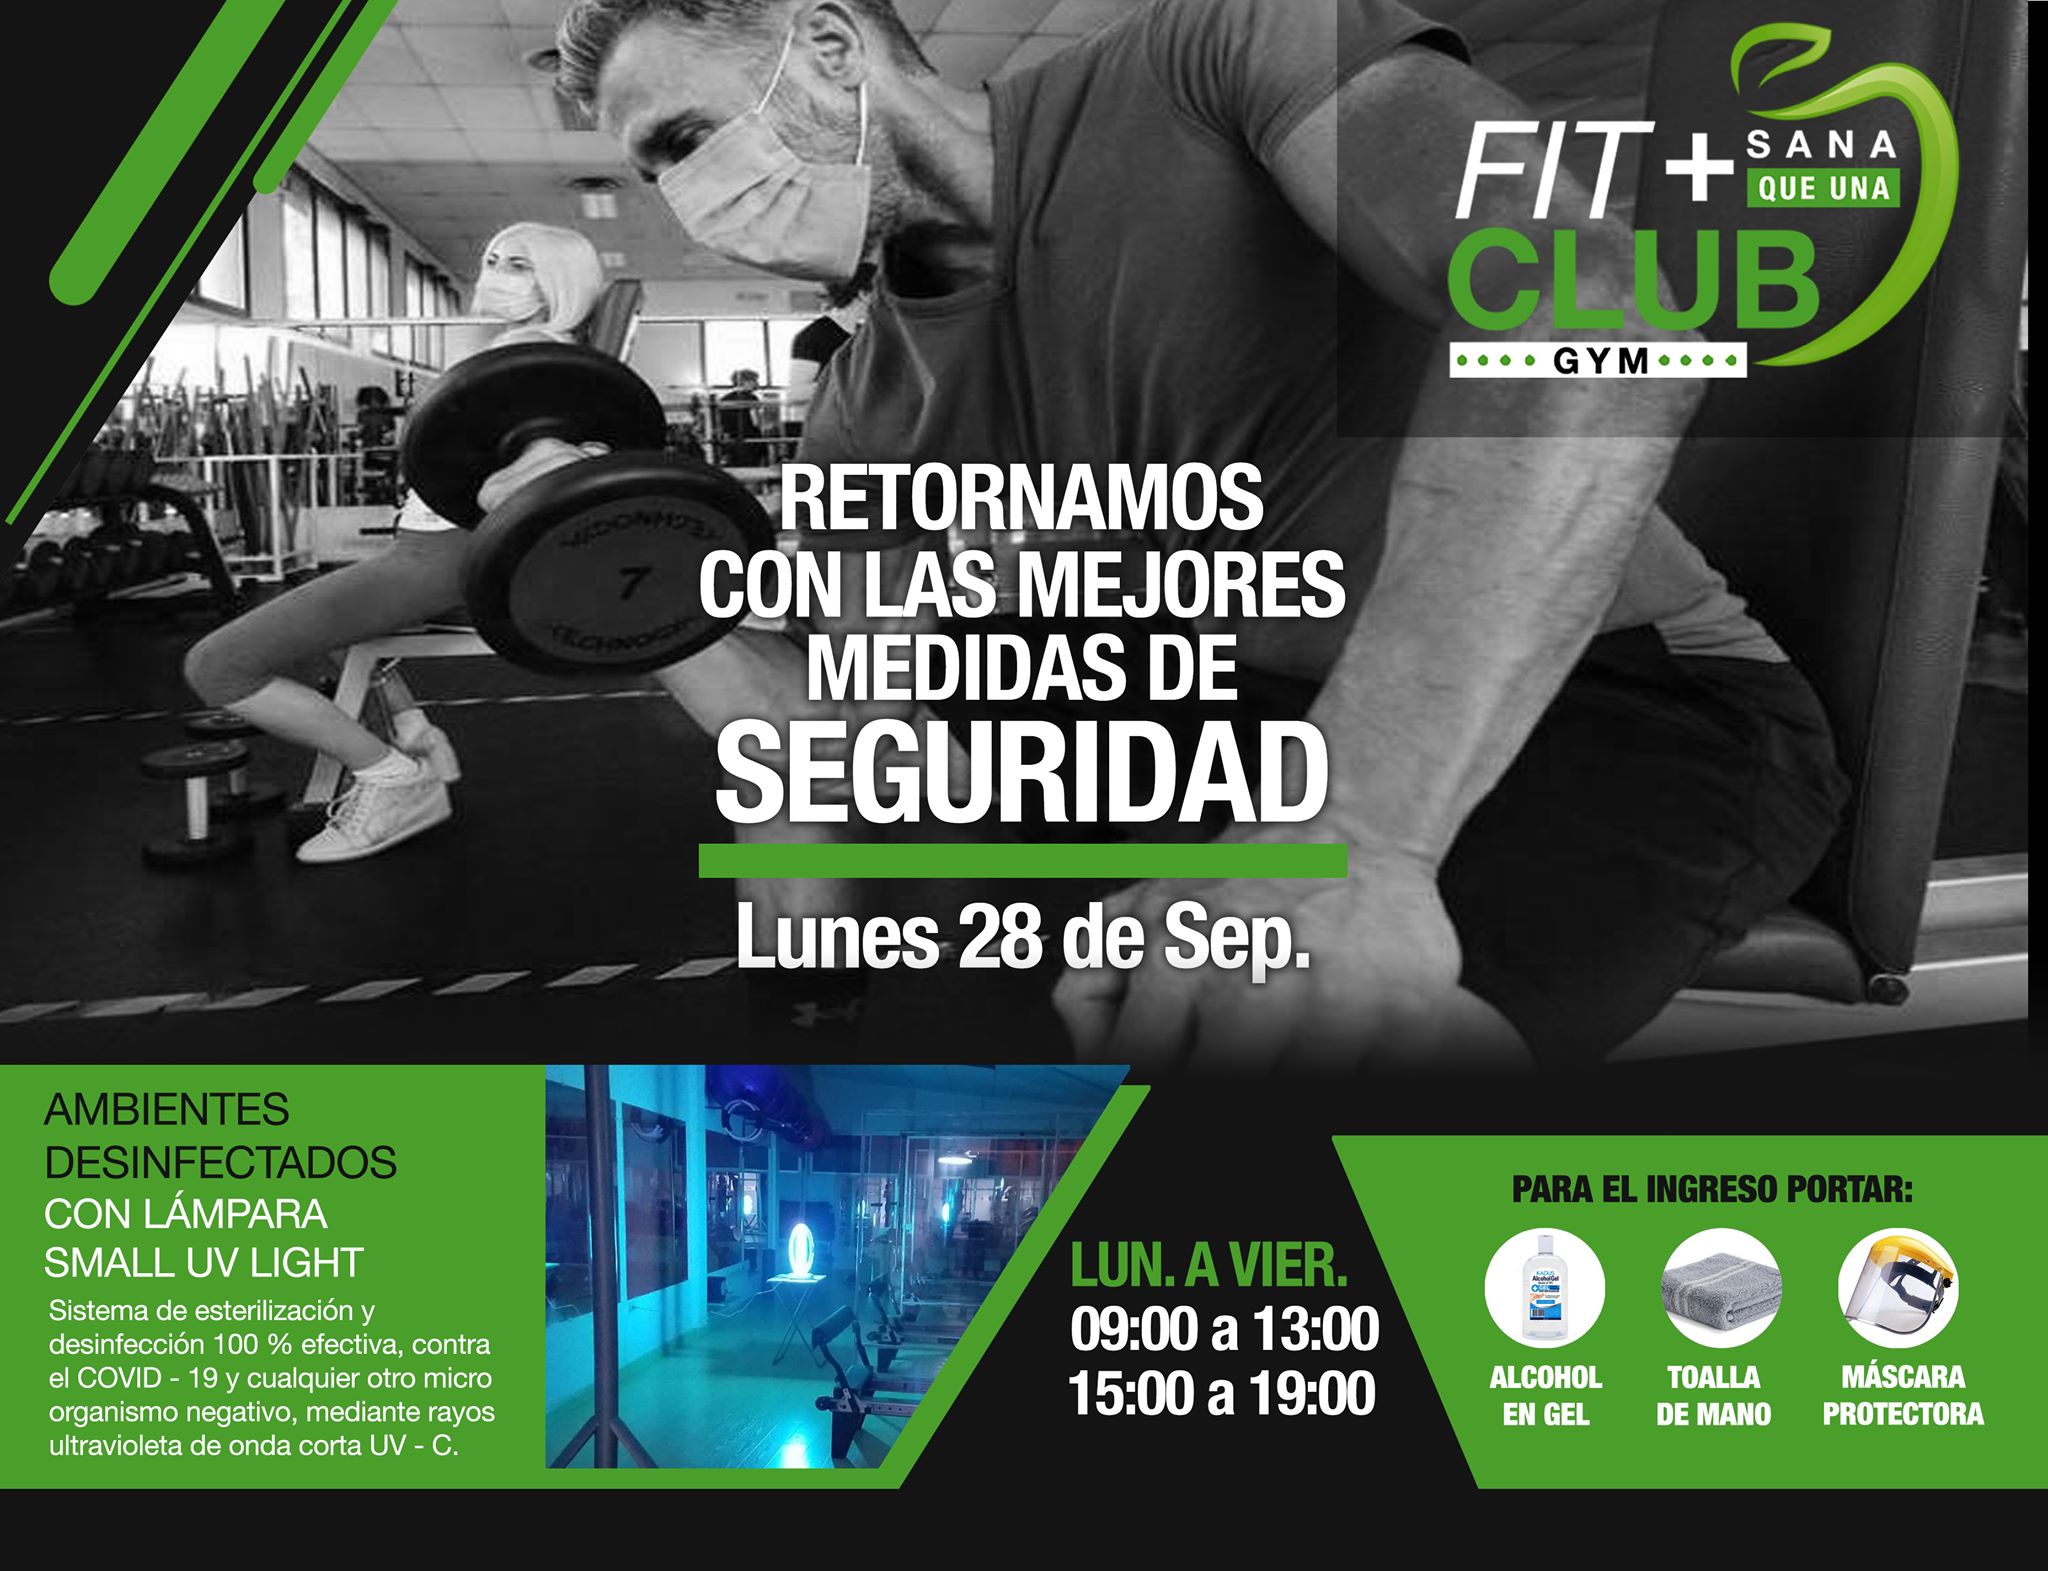 FIT + SANA
QUE UNA
CLUB
GYM
RETORNAMOS
CON LAS MEJORES
MEDIDAS DE
SEGURIDAD
Lunes 28 de Sep.
7
AMBIENTES
DESINFECTADOS
CON LÁMPARA
SMALL UV LIGHT
Sistema de esterilización y
desinfección 100 % efectiva, contra
el COVID - 19 y cualquier otro micro
organismo negativo, mediante rayos
ultravioleta de onda corta UV - C.
LUN. A VIER.
09:00 a 13:00
15:00 a 19:00
PARA EL INGRESO PORTAR:
ALCOHOL
EN GEL
TOALLA
DE MANO
MÁSCARA
PROTECTORA